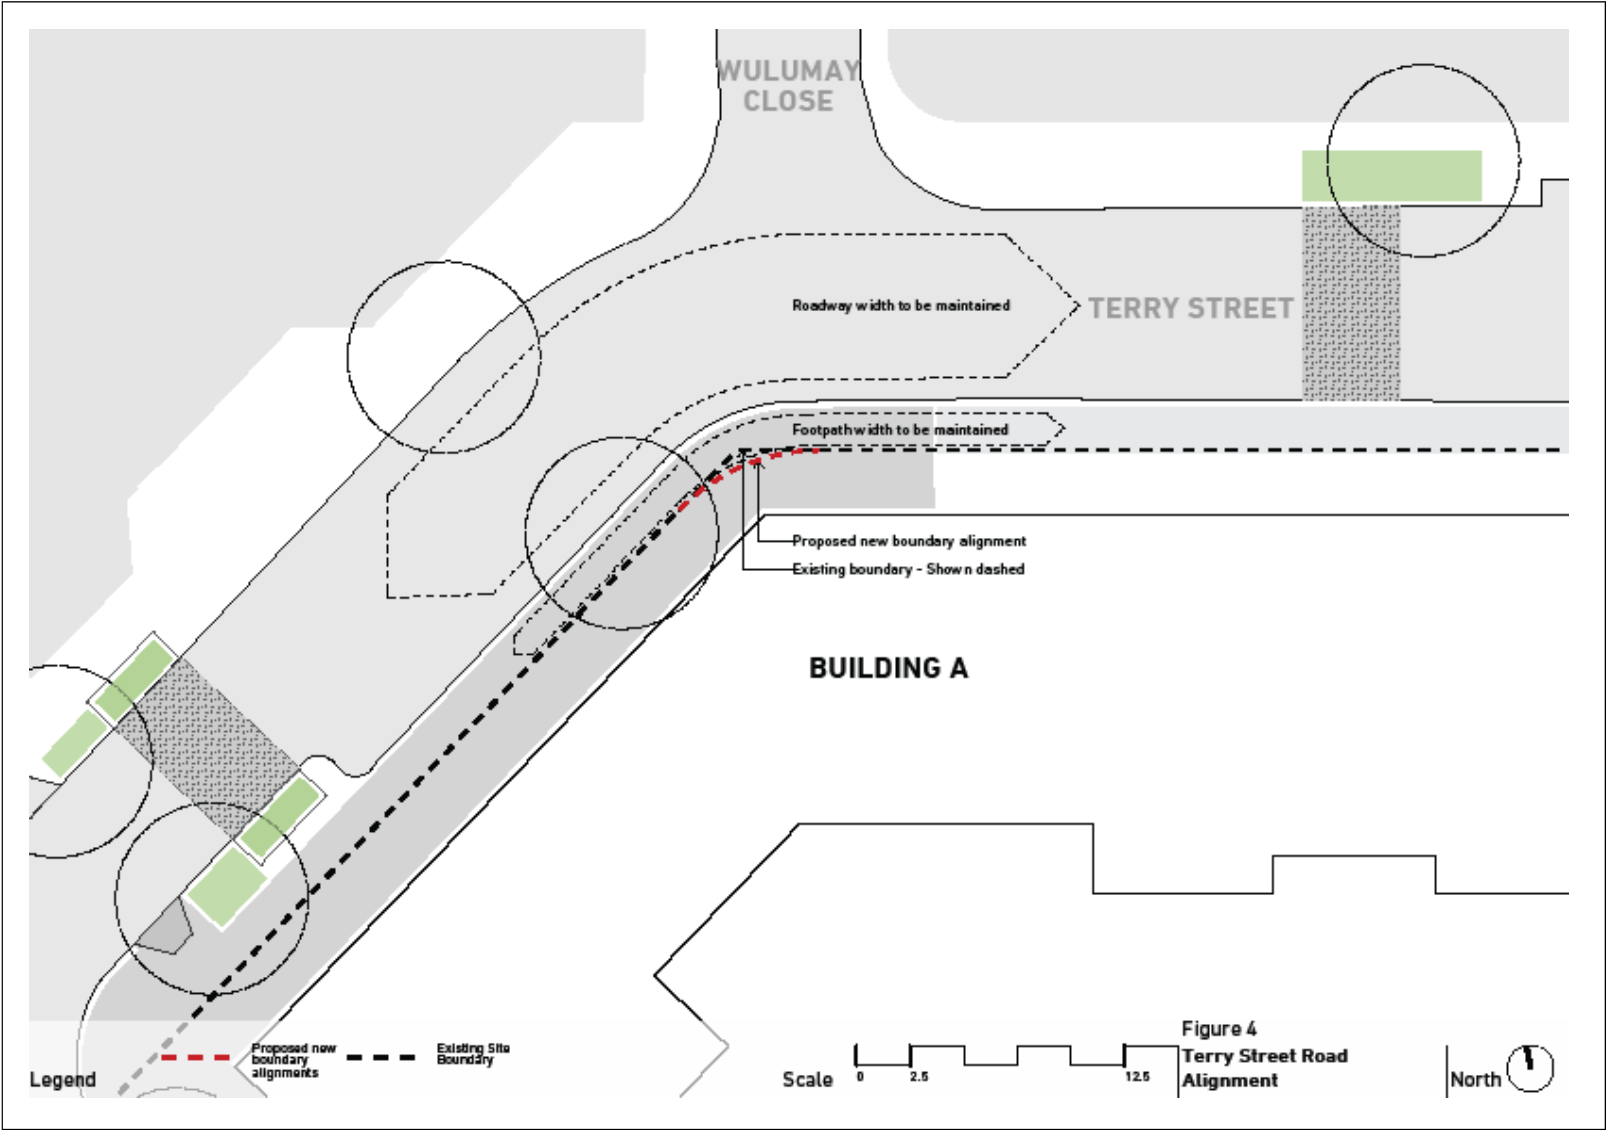 WULUMAY
CLOSE
Roadway width to be maintained
TERRY STREET
Footpath width to be maintained
Proposed new boundary alignment
Existing boundary - Shown dashed
BUILDING A
Legend
Proposed new
boundary
alignments
Existing Site
Boundary
Scale
0
2.5
12.5
Figure 4
Terry Street Road
Alignment
North